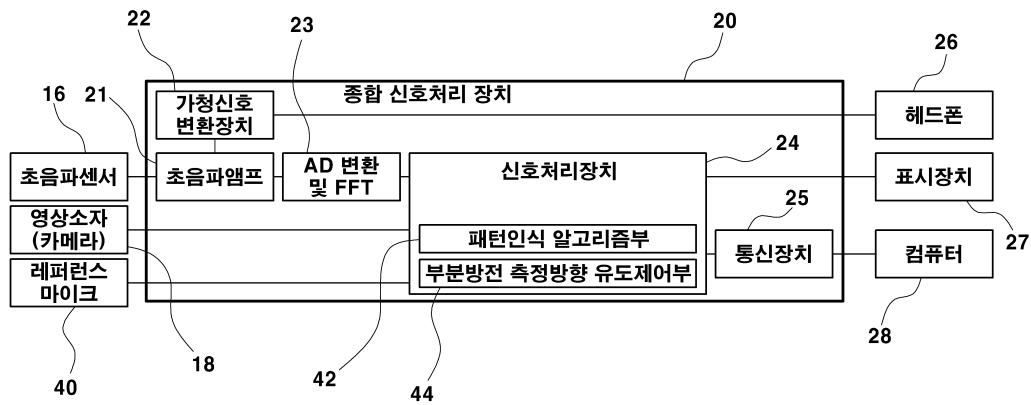 22
23
20
26
16
21
종합 신호처리 장치
가청신호
변환장치
헤드폰
24
초음파센서
초음파앰프
AD 변환
및 FFT
신호처리장치
표시장치
25
27
영상소자
(카메라)
패턴인식 알고리즘부
통신장치
컴퓨터
레퍼런스
마이크
부분방전 측정방향 유도제어부
28
40
18
42
44